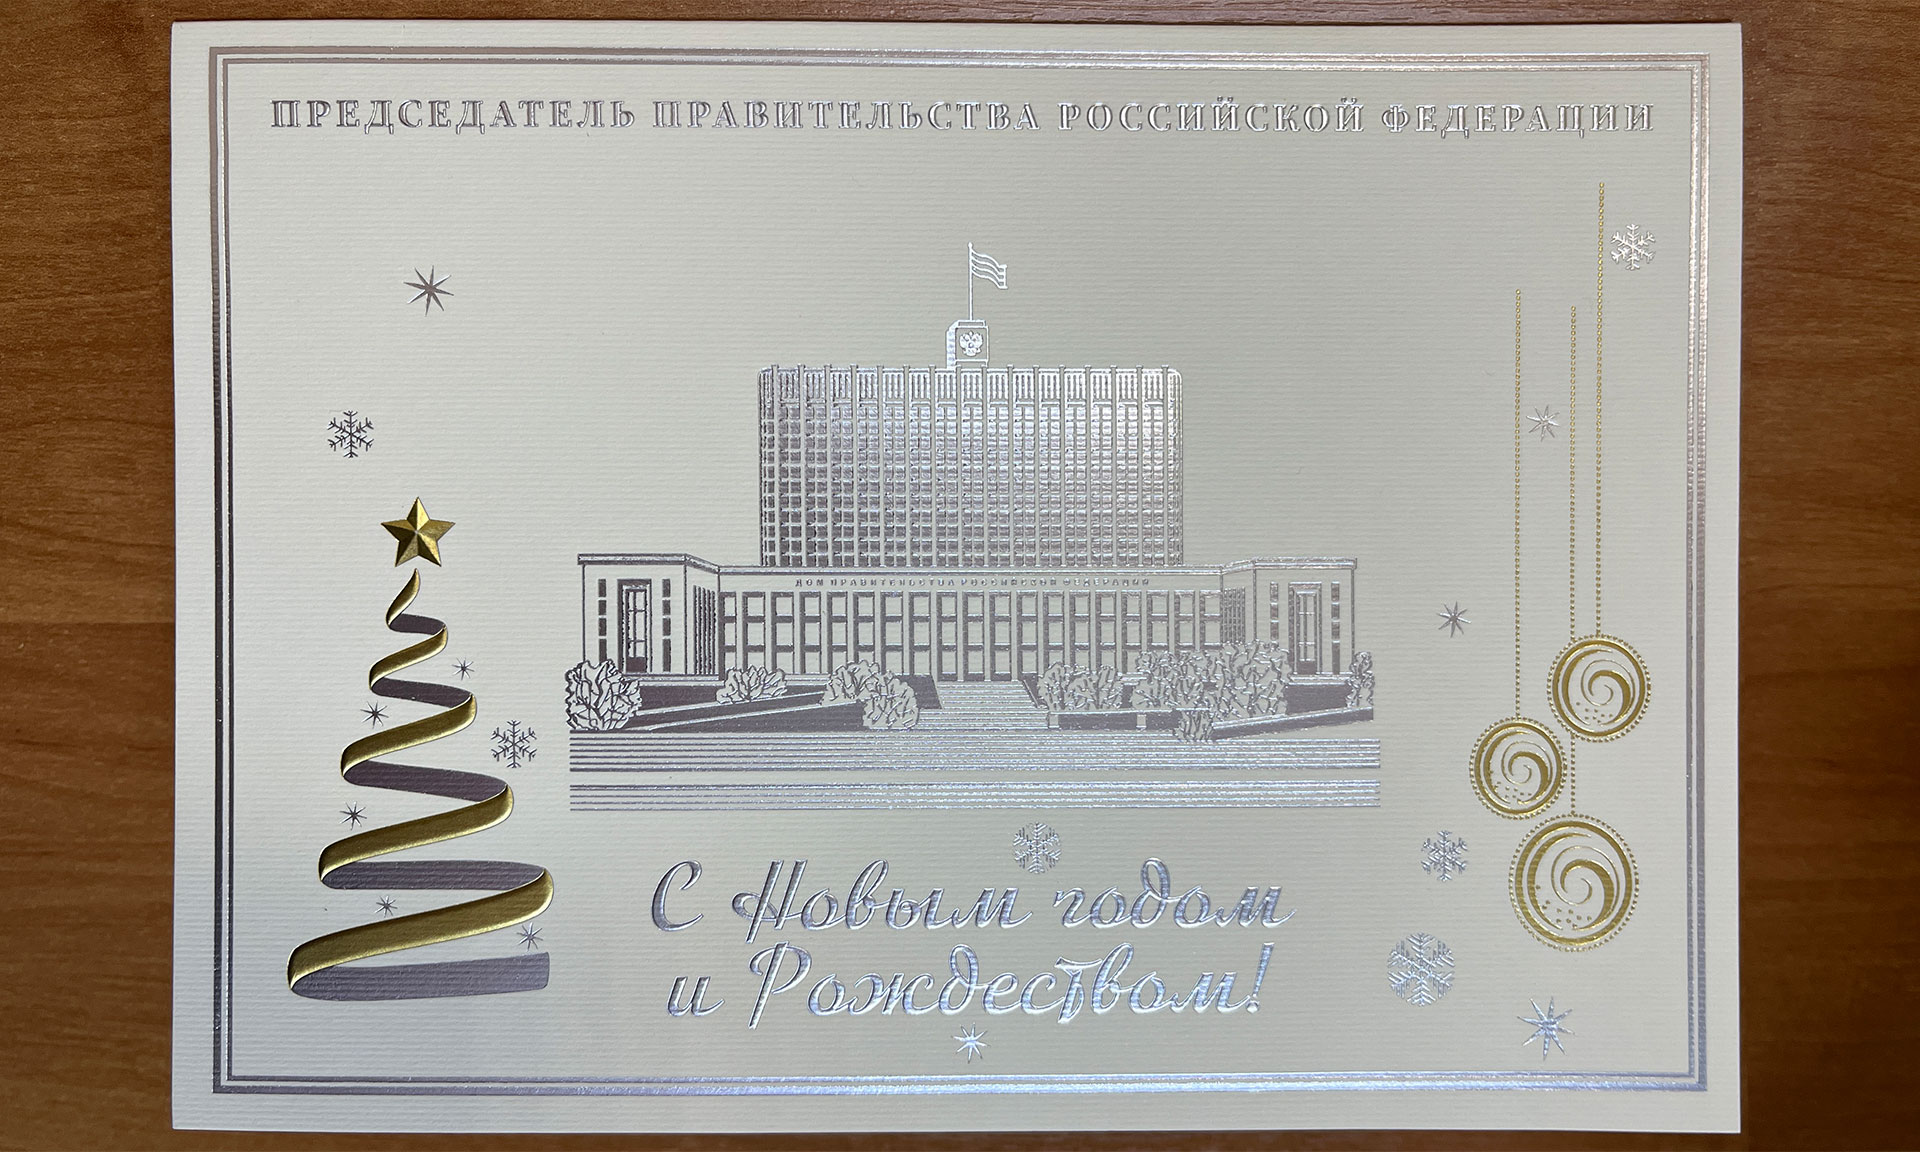 ПРЕДСЕДАТЕЛЬ ПРАВИТЕЛЬСТВА РОССИЙСКОЙ ФЕДЕРАЦИИ
ДОМ ПРАВИТЕЛЬСТВА РОССИЙСКОЙ ФЕДЕРАЦИИ
С Новым годом
и Рождеством!